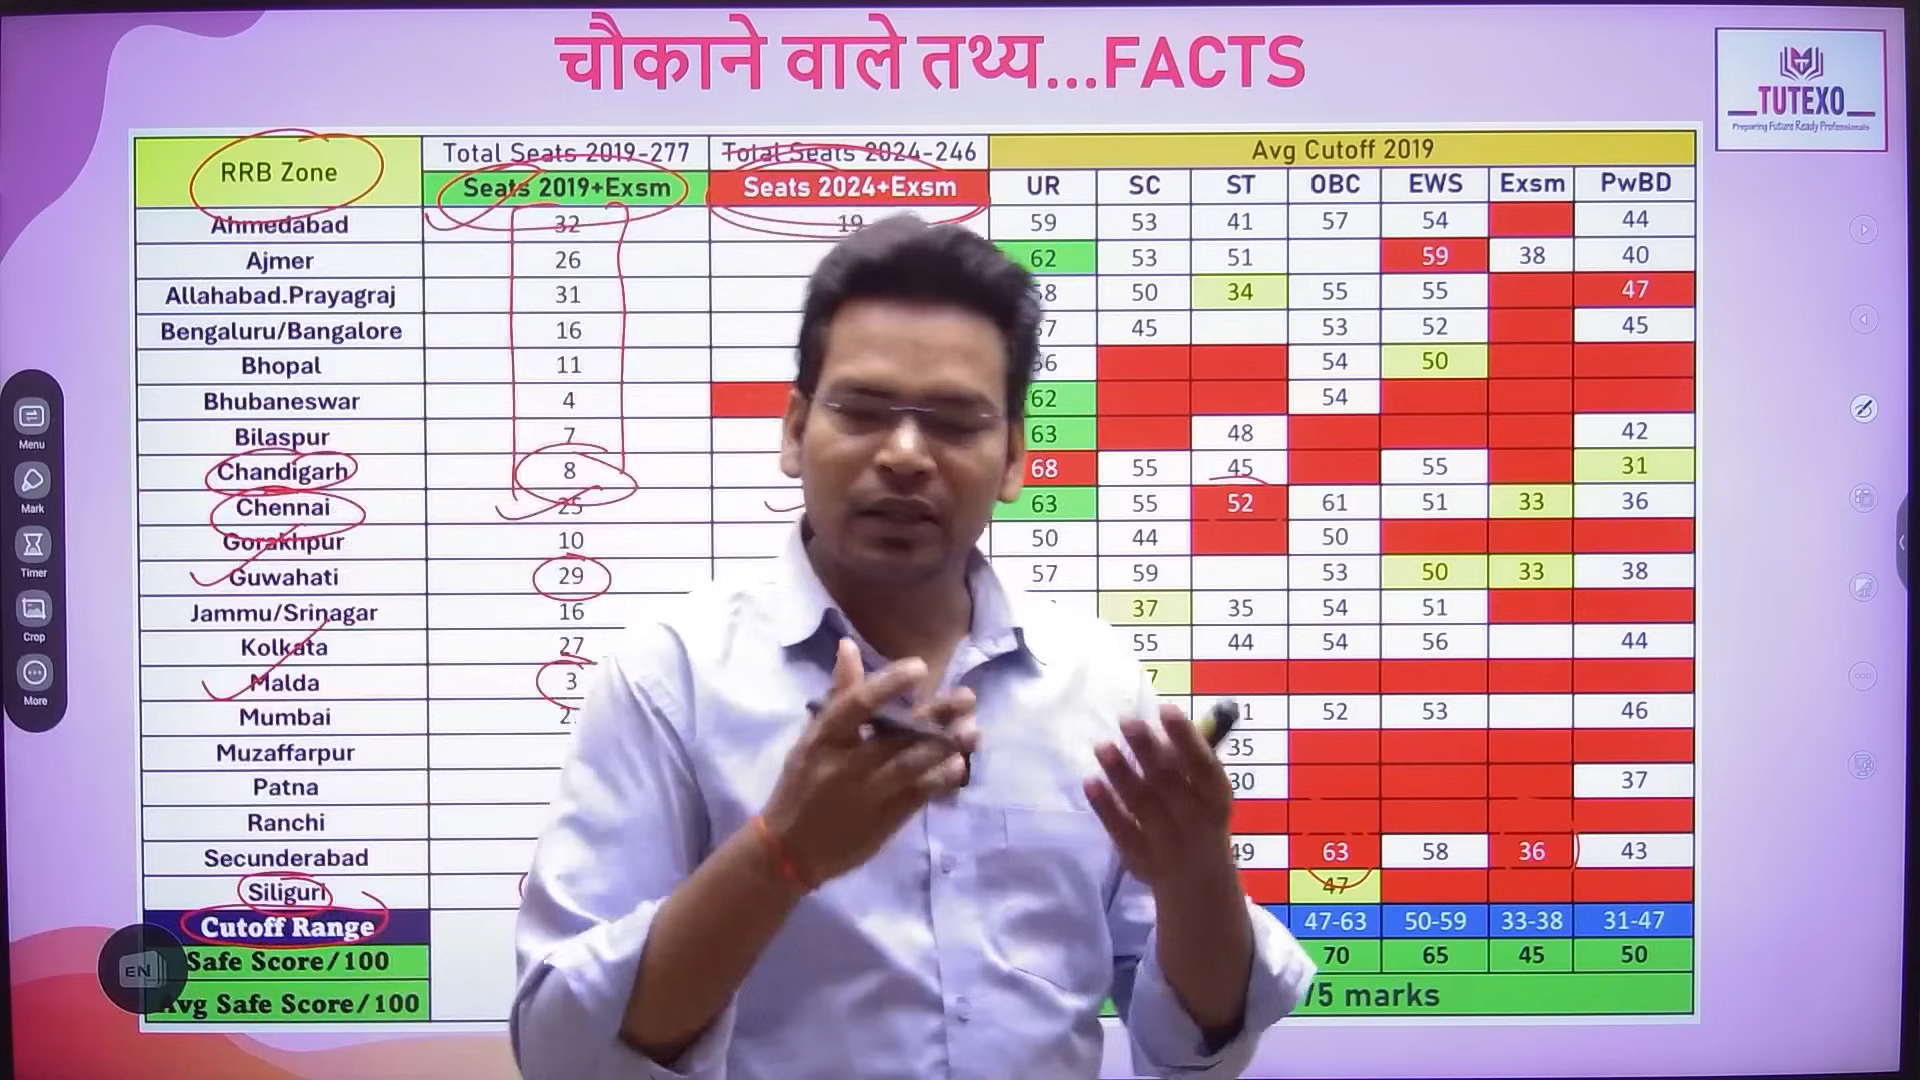 चौकाने वाले तथ्य...FACTS
TUTEXO
Preparing Future Ready Professionals
RRB Zone Total Seats 2019-277 Total Seats 2024-246 Avg Cutoff 2019
Seats 2019+Exsm Seats 2024+Exsm UR SC ST OBC EWS Exsm PwBD
Ahmedabad 32 19 59 53 41 57 54 44
Ajmer 26 62 53 51 59 38 40
Allahabad.Prayagraj 31 50 34 55 55 47
Bengaluru/Bangalore 16 45 53 52 45
Bhopal 11 54 50
Bhubaneswar 4 62 54
Bilaspur 7 63 48 42
Chandigarh 8 68 55 45 55 31
Chennai 25 63 55 52 61 51 33 36
Gorakhpur 10 50 44 50
Guwahati 29 57 59 53 50 33 38
Jammu/Srinagar 16 37 35 54 51
Kolkata 27 55 44 54 56 44
Malda 3
Mumbai 52 53 46
Muzaffarpur 35
Patna 30 37
Ranchi
Secunderabad 49 63 58 36 43
Siliguri 47
Cutoff Range 47-63 50-59 33-38 31-47
Safe Score/100 70 65 45 50
Avg Safe Score/100 marks
Menu
Mark
Timer
Crop
More
EN